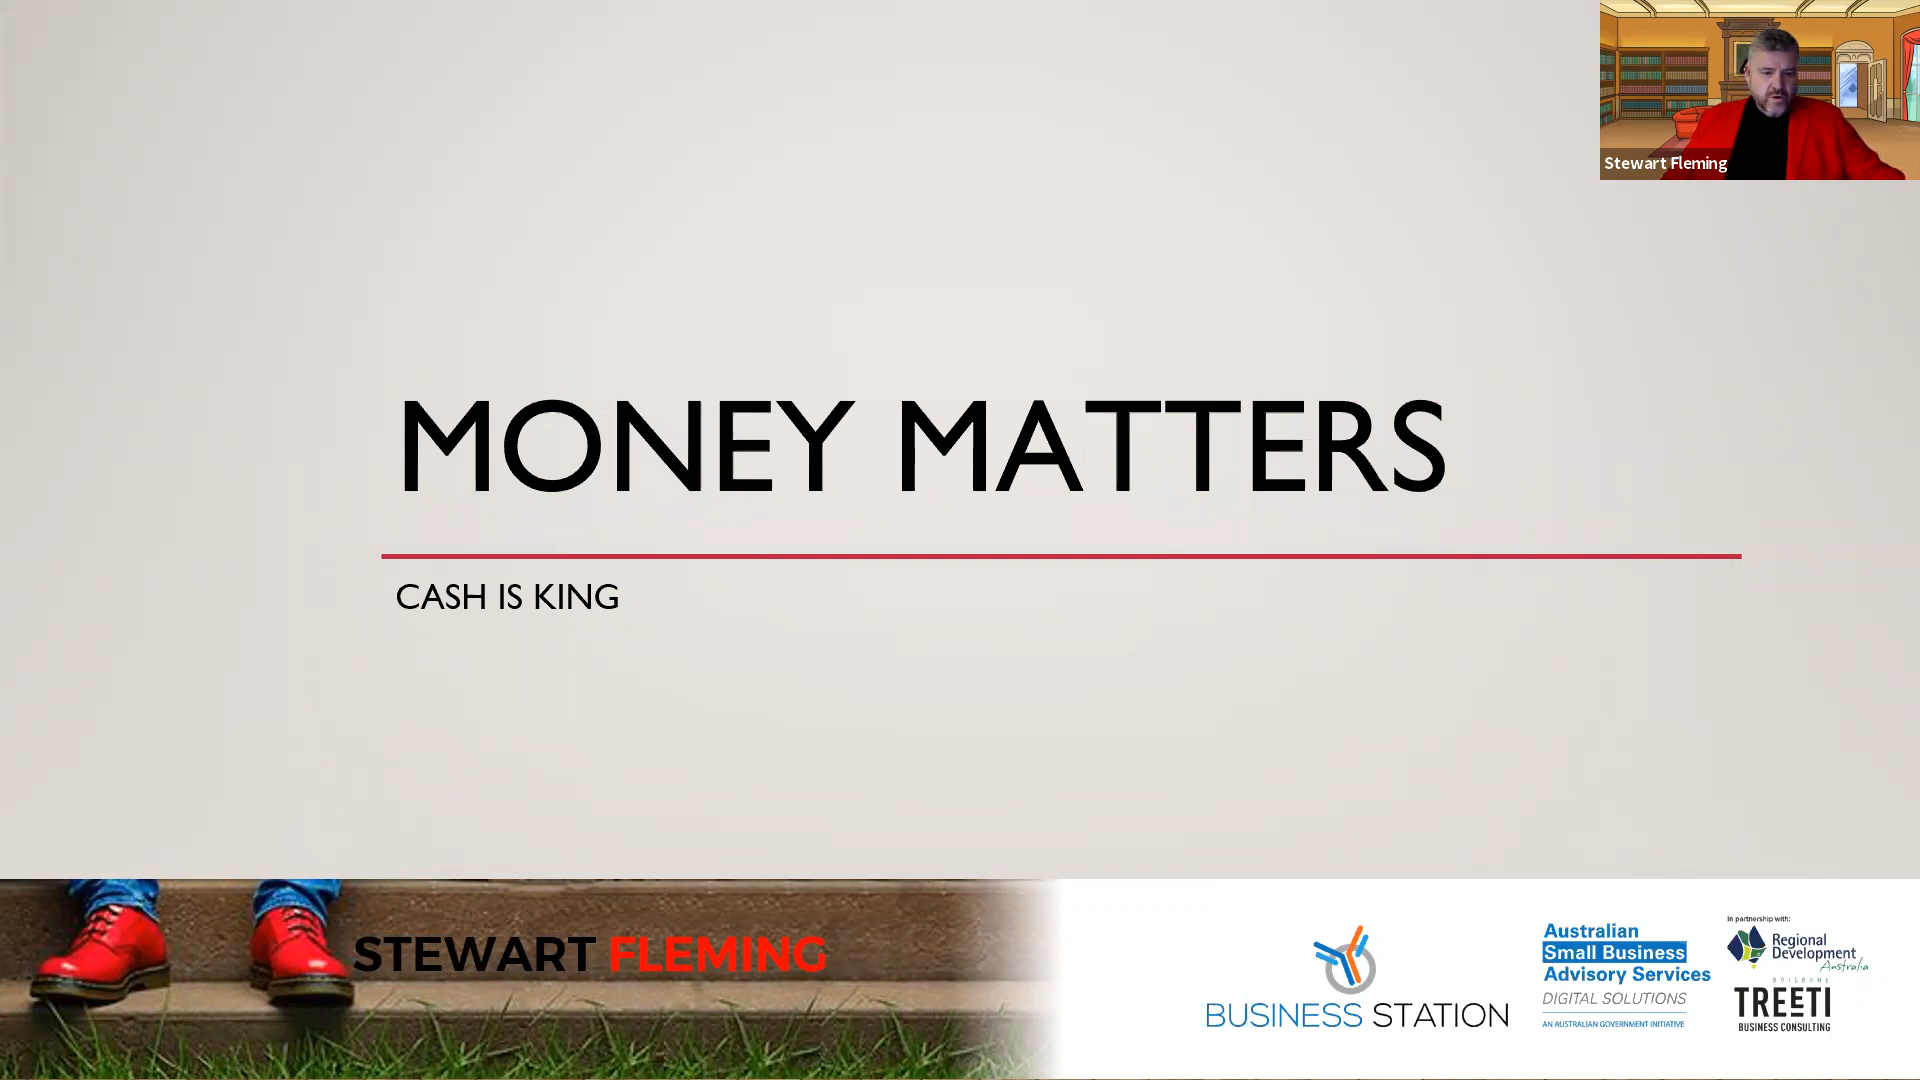 Stewart Fleming
MONEY MATTERS
CASH IS KING
STEWART FLEMING
BUSINESS STATION
Australian
Small Business
Advisory Services
DIGITAL SOLUTIONS
AN AUSTRALIAN GOVERNMENT INITIATIVE
In partnership with:
Regional
Development
Australia
BRISBANE
TREETI
BUSINESS CONSULTING